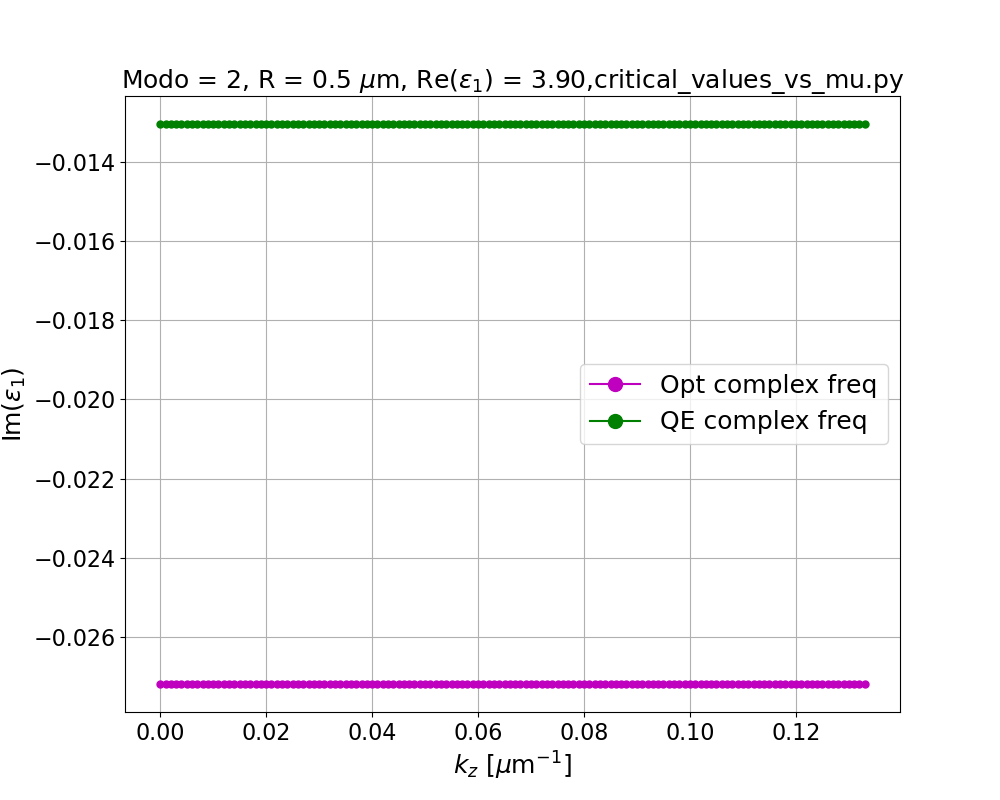 Modo = 2, R = 0.5 μm, Re(ε₁) = 3.90,critical_values_vs_mu.py
Im(ε₁)
−0.014
−0.016
−0.018
−0.020
−0.022
−0.024
−0.026
Opt complex freq
QE complex freq
0.00 0.02 0.04 0.06 0.08 0.10 0.12
k_z [μm⁻¹]